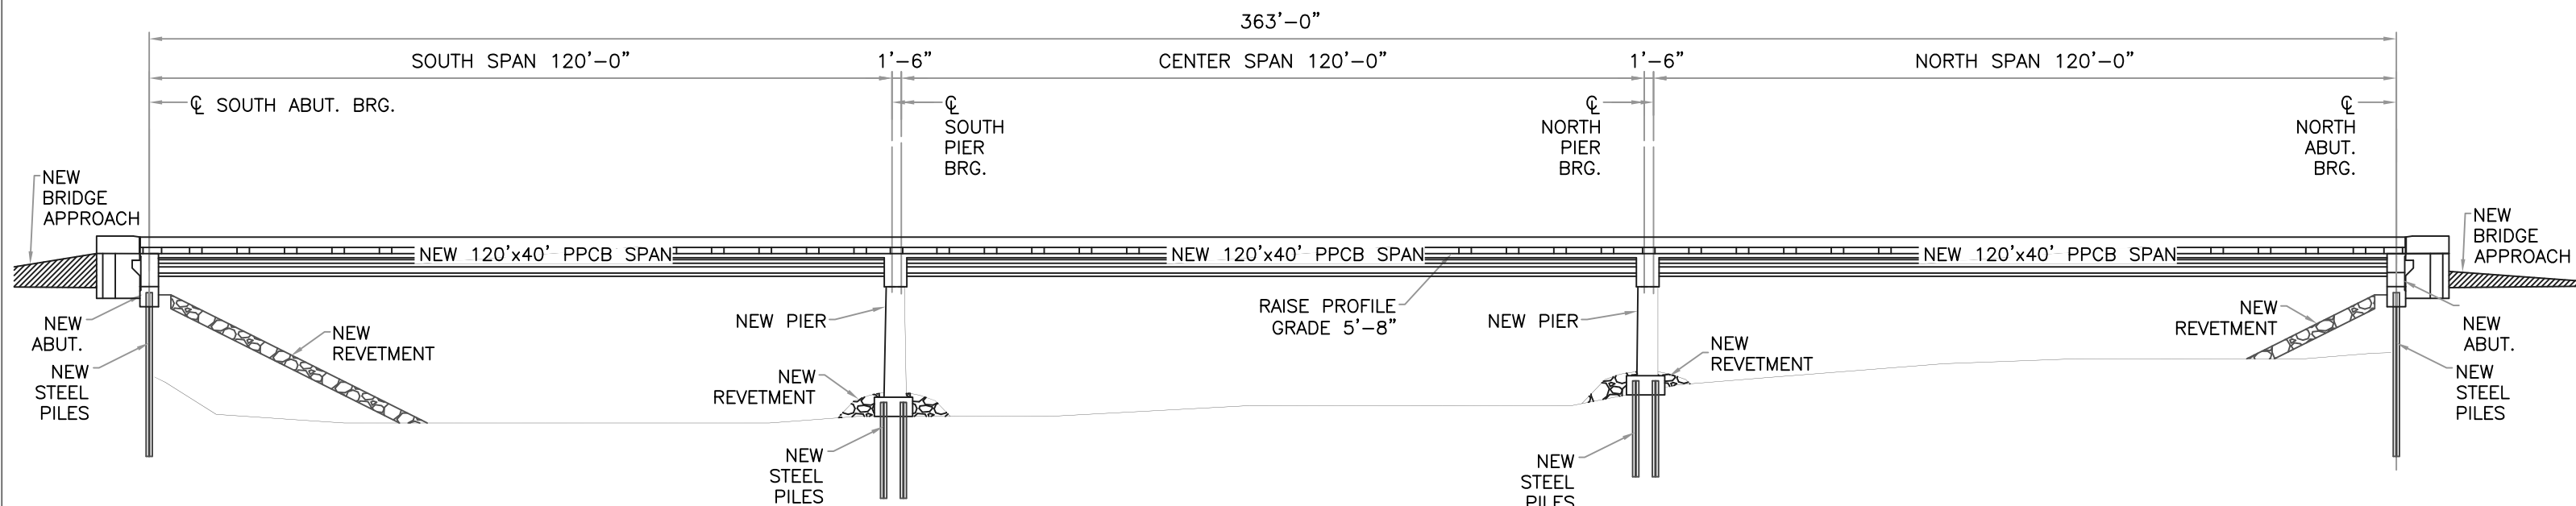 363'-0"
SOUTH SPAN 120'-0"
1'-6"
CENTER SPAN 120'-0"
1'-6"
NORTH SPAN 120'-0"
℄ SOUTH ABUT. BRG.
℄
SOUTH
PIER
BRG.
℄
NORTH
PIER
BRG.
℄
NORTH
ABUT.
BRG.
NEW
BRIDGE
APPROACH
NEW 120'x40' PPCB SPAN
NEW 120'x40' PPCB SPAN
NEW 120'x40' PPCB SPAN
NEW
BRIDGE
APPROACH
NEW
ABUT.
NEW
STEEL
PILES
NEW
REVETMENT
NEW PIER
NEW
REVETMENT
NEW
STEEL
PILES
RAISE PROFILE
GRADE 5'-8"
NEW PIER
NEW
REVETMENT
NEW
STEEL
PILES
NEW
REVETMENT
NEW
ABUT.
NEW
STEEL
PILES